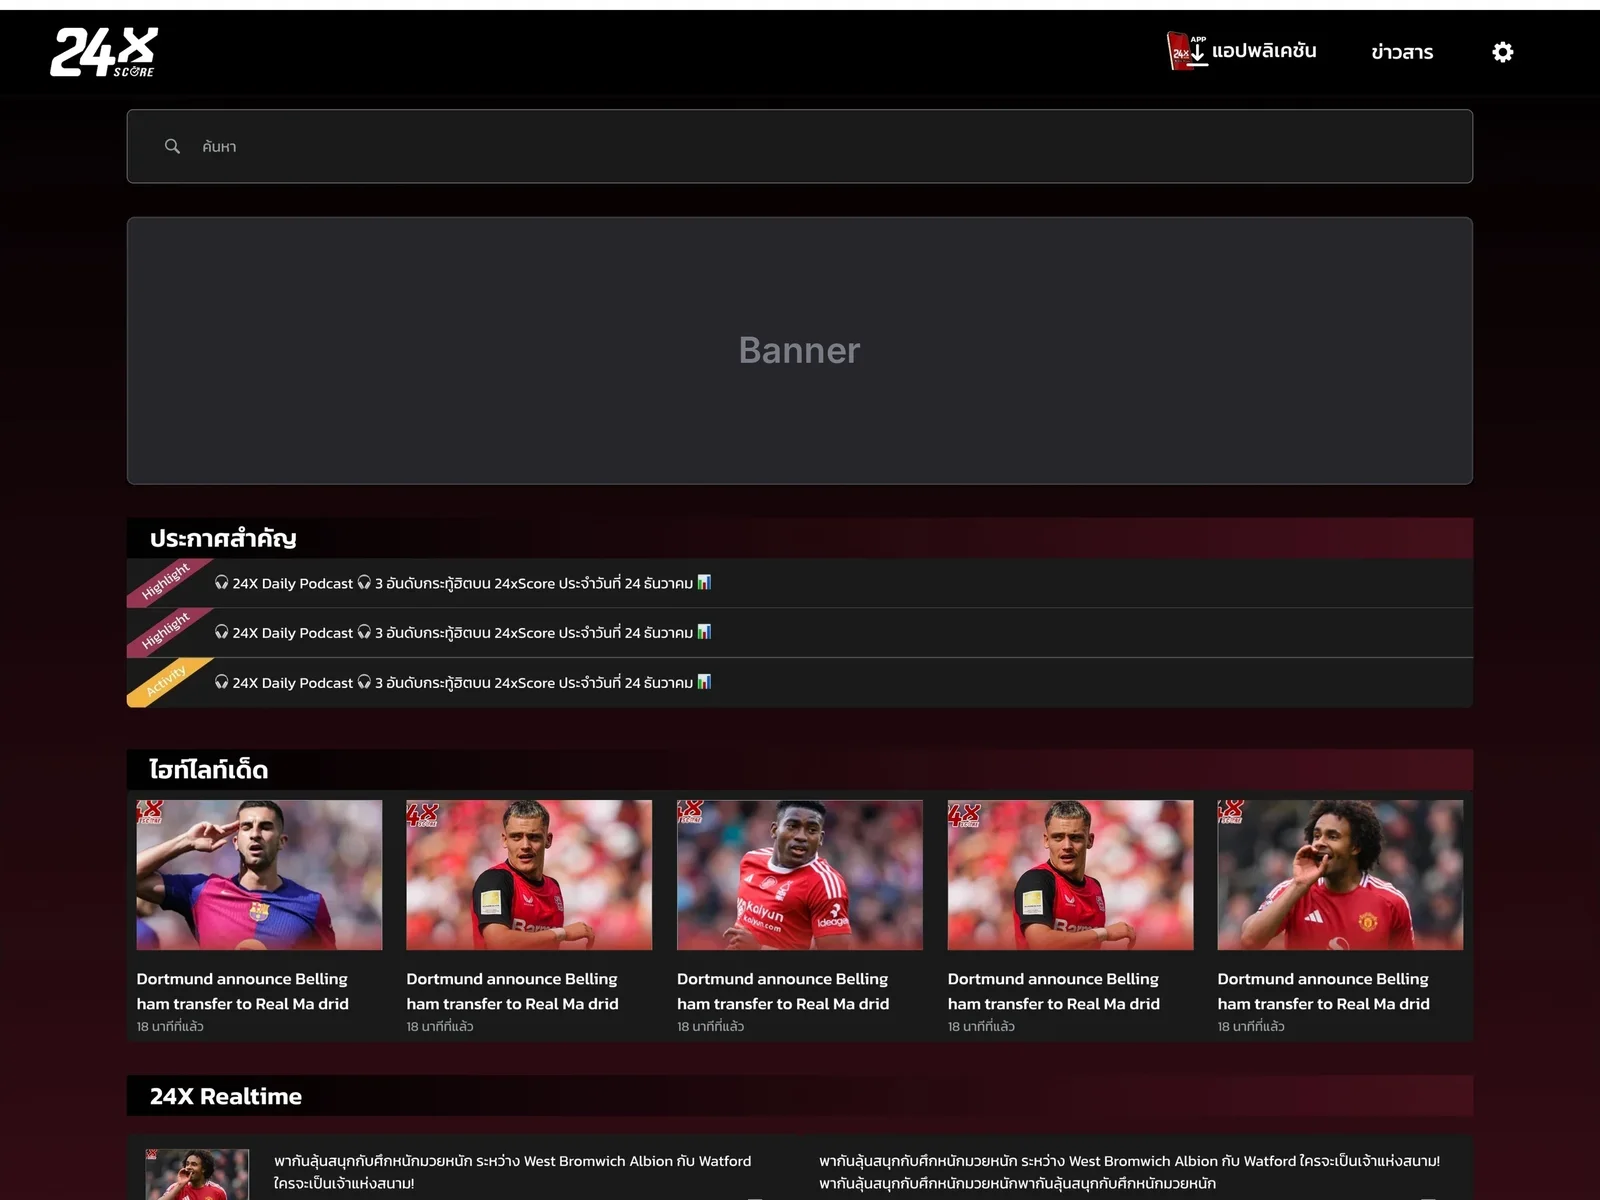 24X
SCORE
APP
24X
แอปพลิเคชัน
ข่าวสาร
ค้นหา
Banner
ประกาศสำคัญ
Highlight
🎧 24X Daily Podcast 🎧 3 อันดับกระทู้ฮิตบน 24xScore ประจำวันที่ 24 ธันวาคม 📊
Highlight
🎧 24X Daily Podcast 🎧 3 อันดับกระทู้ฮิตบน 24xScore ประจำวันที่ 24 ธันวาคม 📊
Activity
🎧 24X Daily Podcast 🎧 3 อันดับกระทู้ฮิตบน 24xScore ประจำวันที่ 24 ธันวาคม 📊
ไฮท์ไลท์เด็ด
Kaiyun
kaiyun.com
Ideagen
Dortmund announce Belling
ham transfer to Real Ma drid
18 นาทีที่แล้ว
Dortmund announce Belling
ham transfer to Real Ma drid
18 นาทีที่แล้ว
Dortmund announce Belling
ham transfer to Real Ma drid
18 นาทีที่แล้ว
Dortmund announce Belling
ham transfer to Real Ma drid
18 นาทีที่แล้ว
Dortmund announce Belling
ham transfer to Real Ma drid
18 นาทีที่แล้ว
24X Realtime
พากันลุ้นสนุกกับศึกหนักมวยหนัก ระหว่าง West Bromwich Albion กับ Watford
ใครจะเป็นเจ้าแห่งสนาม!
พากันลุ้นสนุกกับศึกหนักมวยหนัก ระหว่าง West Bromwich Albion กับ Watford ใครจะเป็นเจ้าแห่งสนาม!
พากันลุ้นสนุกกับศึกหนักมวยหนักพากันลุ้นสนุกกับศึกหนักมวยหนัก